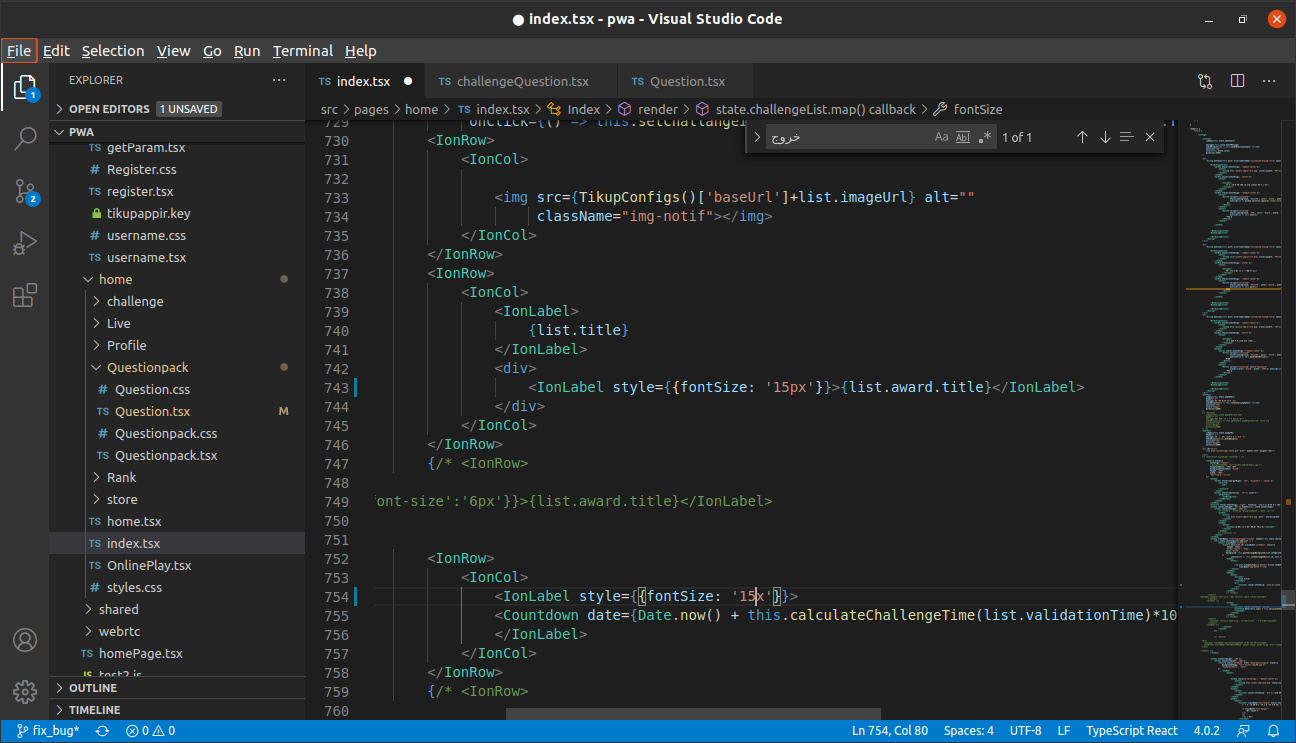 ● index.tsx - pwa - Visual Studio Code
File Edit Selection View Go Run Terminal Help
EXPLORER
OPEN EDITORS 1 UNSAVED
PWA
getParam.tsx
# Register.css
TS register.tsx
tikupappir.key
# username.css
TS username.tsx
home
challenge
Live
Profile
Questionpack
# Question.css
TS Question.tsx M
# Questionpack.css
TS Questionpack.tsx
Rank
store
TS home.tsx
TS index.tsx
TS OnlinePlay.tsx
# styles.css
shared
webrtc
TS homePage.tsx
JS test2.js
OUTLINE
TIMELINE
1
2
TS index.tsx ●
TS challengeQuestion.tsx
TS Question.tsx
src > pages > home > TS index.tsx > Index > render > state.challengeList.map() callback > fontSize
خروج Aa Abl .* 1 of 1
729
730 <IonRow>
731 <IonCol>
732
733 <img src={TikupConfigs()['baseUrl']+list.imageUrl} alt=""
734 className="img-notif"></img>
735 </IonCol>
736 </IonRow>
737 <IonRow>
738 <IonCol>
739 <IonLabel>
740 {list.title}
741 </IonLabel>
742 <div>
743 <IonLabel style={{fontSize: '15px'}}>{list.award.title}</IonLabel>
744 </div>
745 </IonCol>
746 </IonRow>
747 {/* <IonRow>
748
749 ont-size':'6px'}}>{list.award.title}</IonLabel>
750
751
752 <IonRow>
753 <IonCol>
754 <IonLabel style={{fontSize: '15x'}}>
755 <Countdown date={Date.now() + this.calculateChallengeTime(list.validationTime)*10
756 </IonLabel>
757 </IonCol>
758 </IonRow>
759 {/* <IonRow>
760
fix_bug* 0 0 Ln 754, Col 80 Spaces: 4 UTF-8 LF TypeScript React 4.0.2